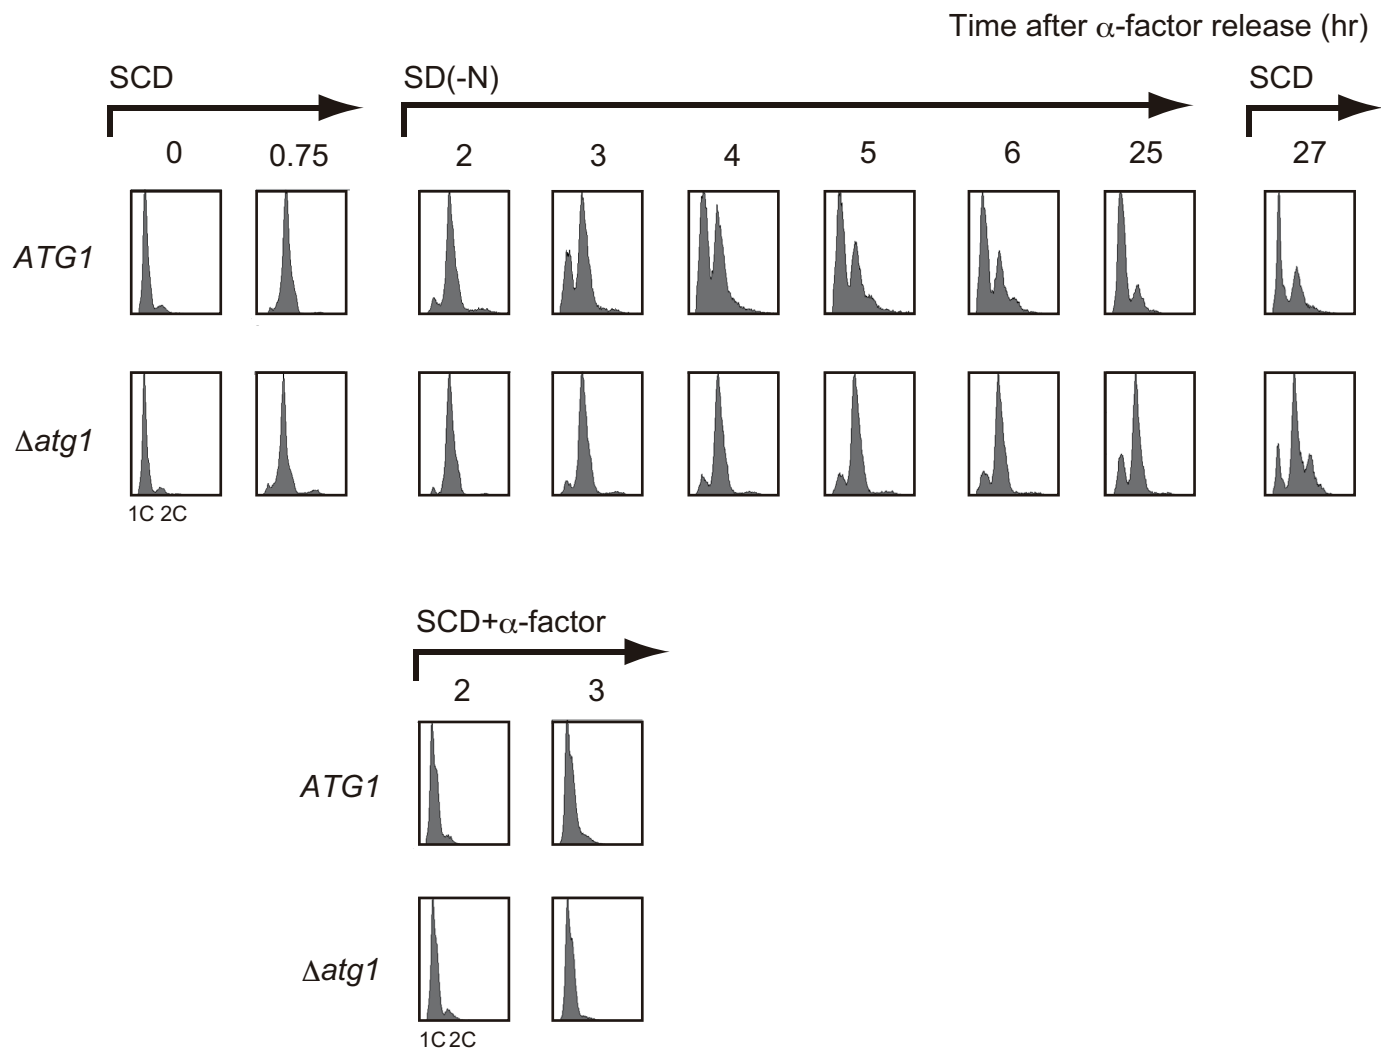 Time after α-factor release (hr)
SCD SD(-N) SCD
0 0.75 2 3 4 5 6 25 27
ATG1
Δatg1
1C 2C
SCD+α-factor
2 3
ATG1
Δatg1
1C 2C